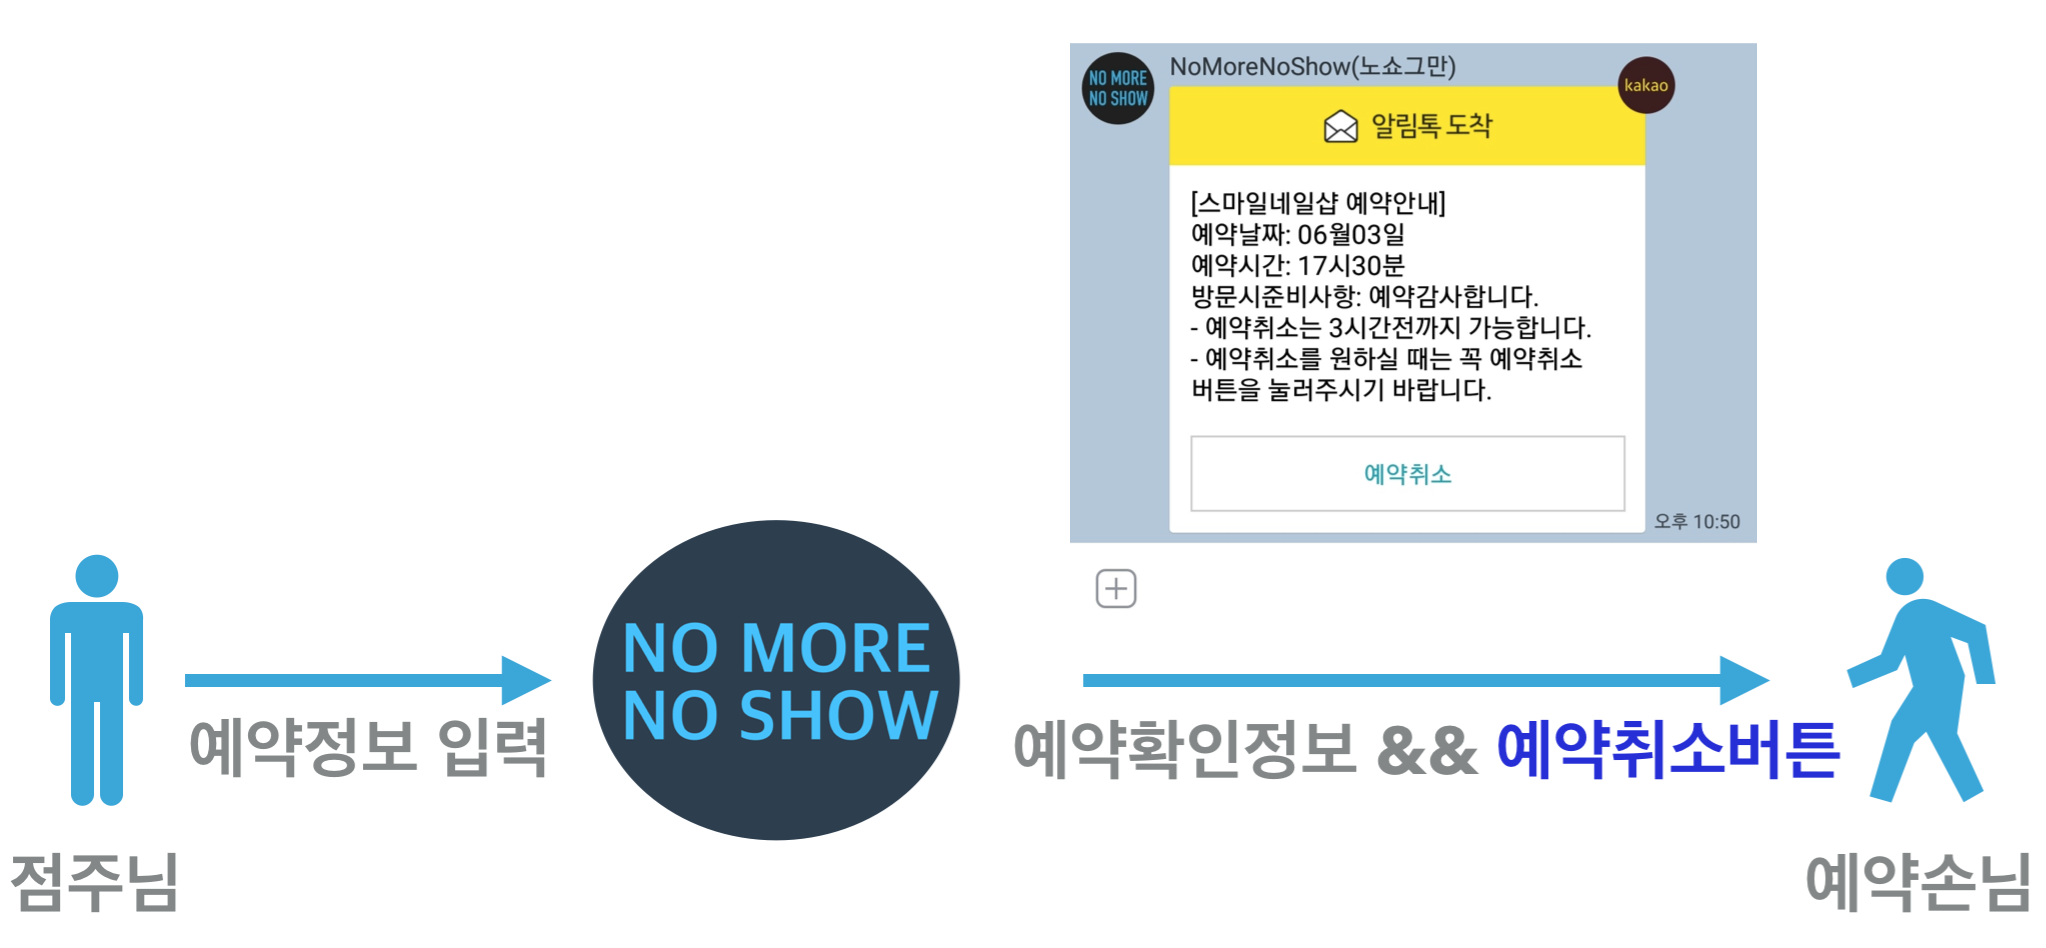 NO MORE
NO SHOW
NoMoreNoShow(노쇼그만)
kakao
알림톡 도착
[스마일네일샵 예약안내]
예약날짜: 06월03일
예약시간: 17시30분
방문시준비사항: 예약감사합니다.
- 예약취소는 3시간전까지 가능합니다.
- 예약취소를 원하실 때는 꼭 예약취소
버튼을 눌러주시기 바랍니다.
예약취소
오후 10:50
NO MORE
NO SHOW
예약정보 입력
예약확인정보 && 예약취소버튼
점주님
예약손님